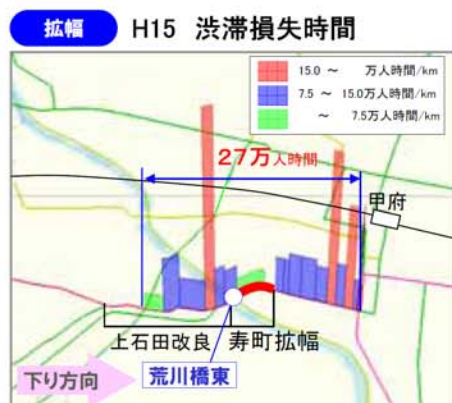 拡幅 H15 渋滞損失時間
15.0 ～ 万人時間/km
7.5 ～ 15.0万人時間/km
～ 7.5万人時間/km
27万人時間
甲府
上石田改良 寿町拡幅
下り方向
荒川橋東